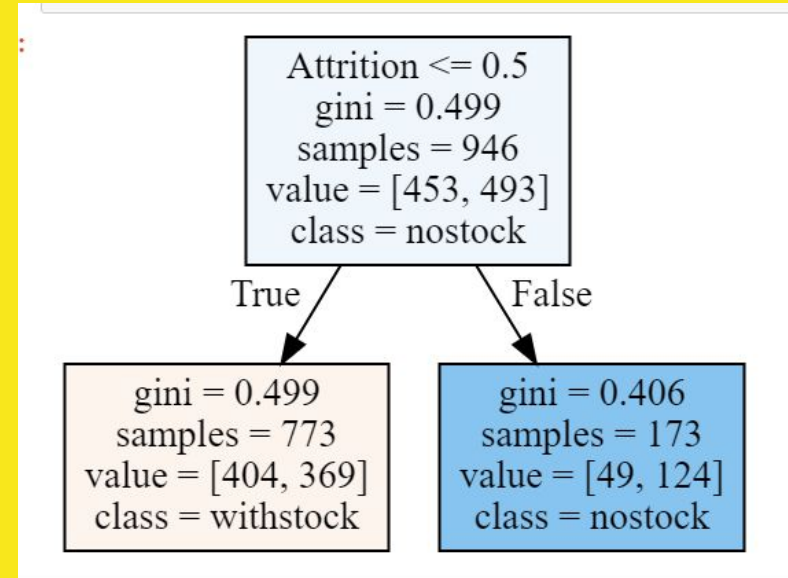 :
Attrition <= 0.5
gini = 0.499
samples = 946
value = [453, 493]
class = nostock
True
False
gini = 0.499
samples = 773
value = [404, 369]
class = withstock
gini = 0.406
samples = 173
value = [49, 124]
class = nostock